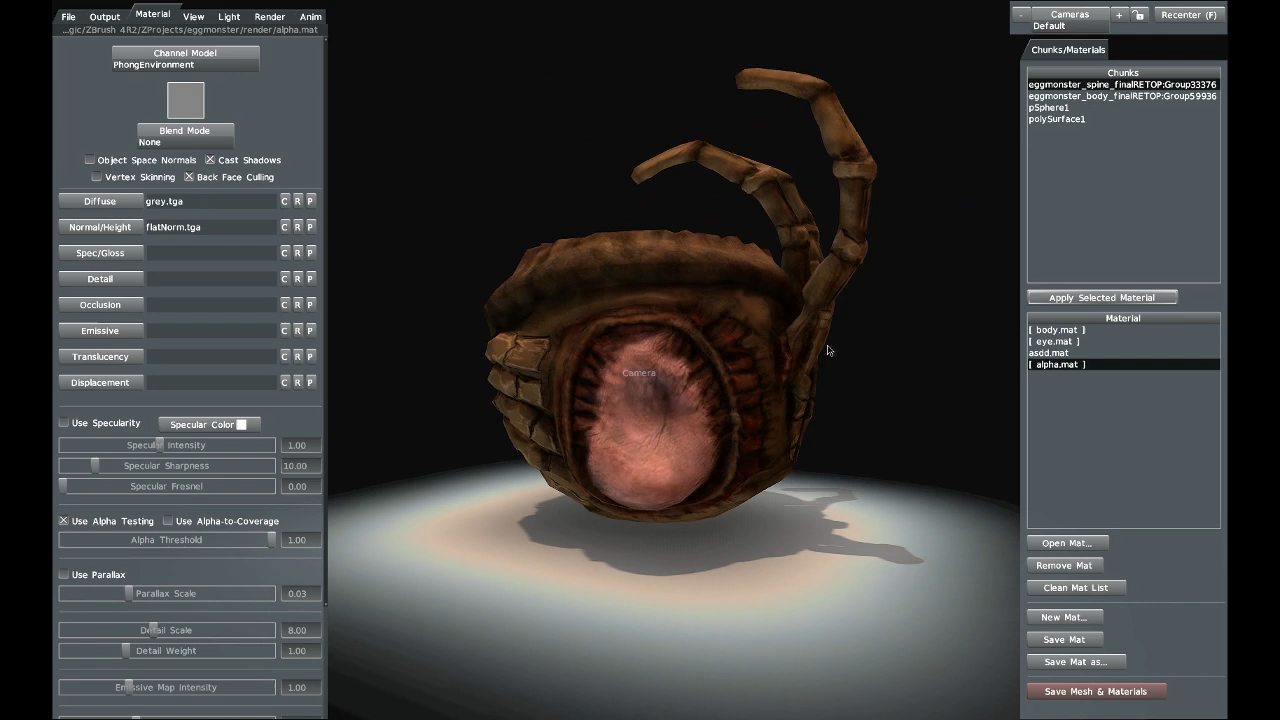 File Output Material View Light Render Anim
...gic/ZBrush 4R2/ZProjects/eggmonster/render/alpha.mat
Channel Model
PhongEnvironment
Blend Mode
None
Object Space Normals Cast Shadows
Vertex Skinning Back Face Culling
Diffuse grey.tga C R P
Normal/Height flatNorm.tga C R P
Spec/Gloss C R P
Detail C R P
Occlusion C R P
Emissive C R P
Translucency C R P
Displacement C R P
Use Specularity Specular Color
Specular Intensity 1.00
Specular Sharpness 10.00
Specular Fresnel 0.00
Use Alpha Testing Use Alpha-to-Coverage
Alpha Threshold 1.00
Use Parallax
Parallax Scale 0.03
Detail Scale 8.00
Detail Weight 1.00
Emissive Map Intensity 1.00
Camera
- Cameras + Recenter (F)
Default
Chunks/Materials
Chunks
eggmonster_spine_finalRETOP:Group33376
eggmonster_body_finalRETOP:Group59936
pSphere1
polySurface1
Apply Selected Material
Material
[ body.mat ]
[ eye.mat ]
asdd.mat
[ alpha.mat ]
Open Mat...
Remove Mat
Clean Mat List
New Mat...
Save Mat
Save Mat as...
Save Mesh & Materials